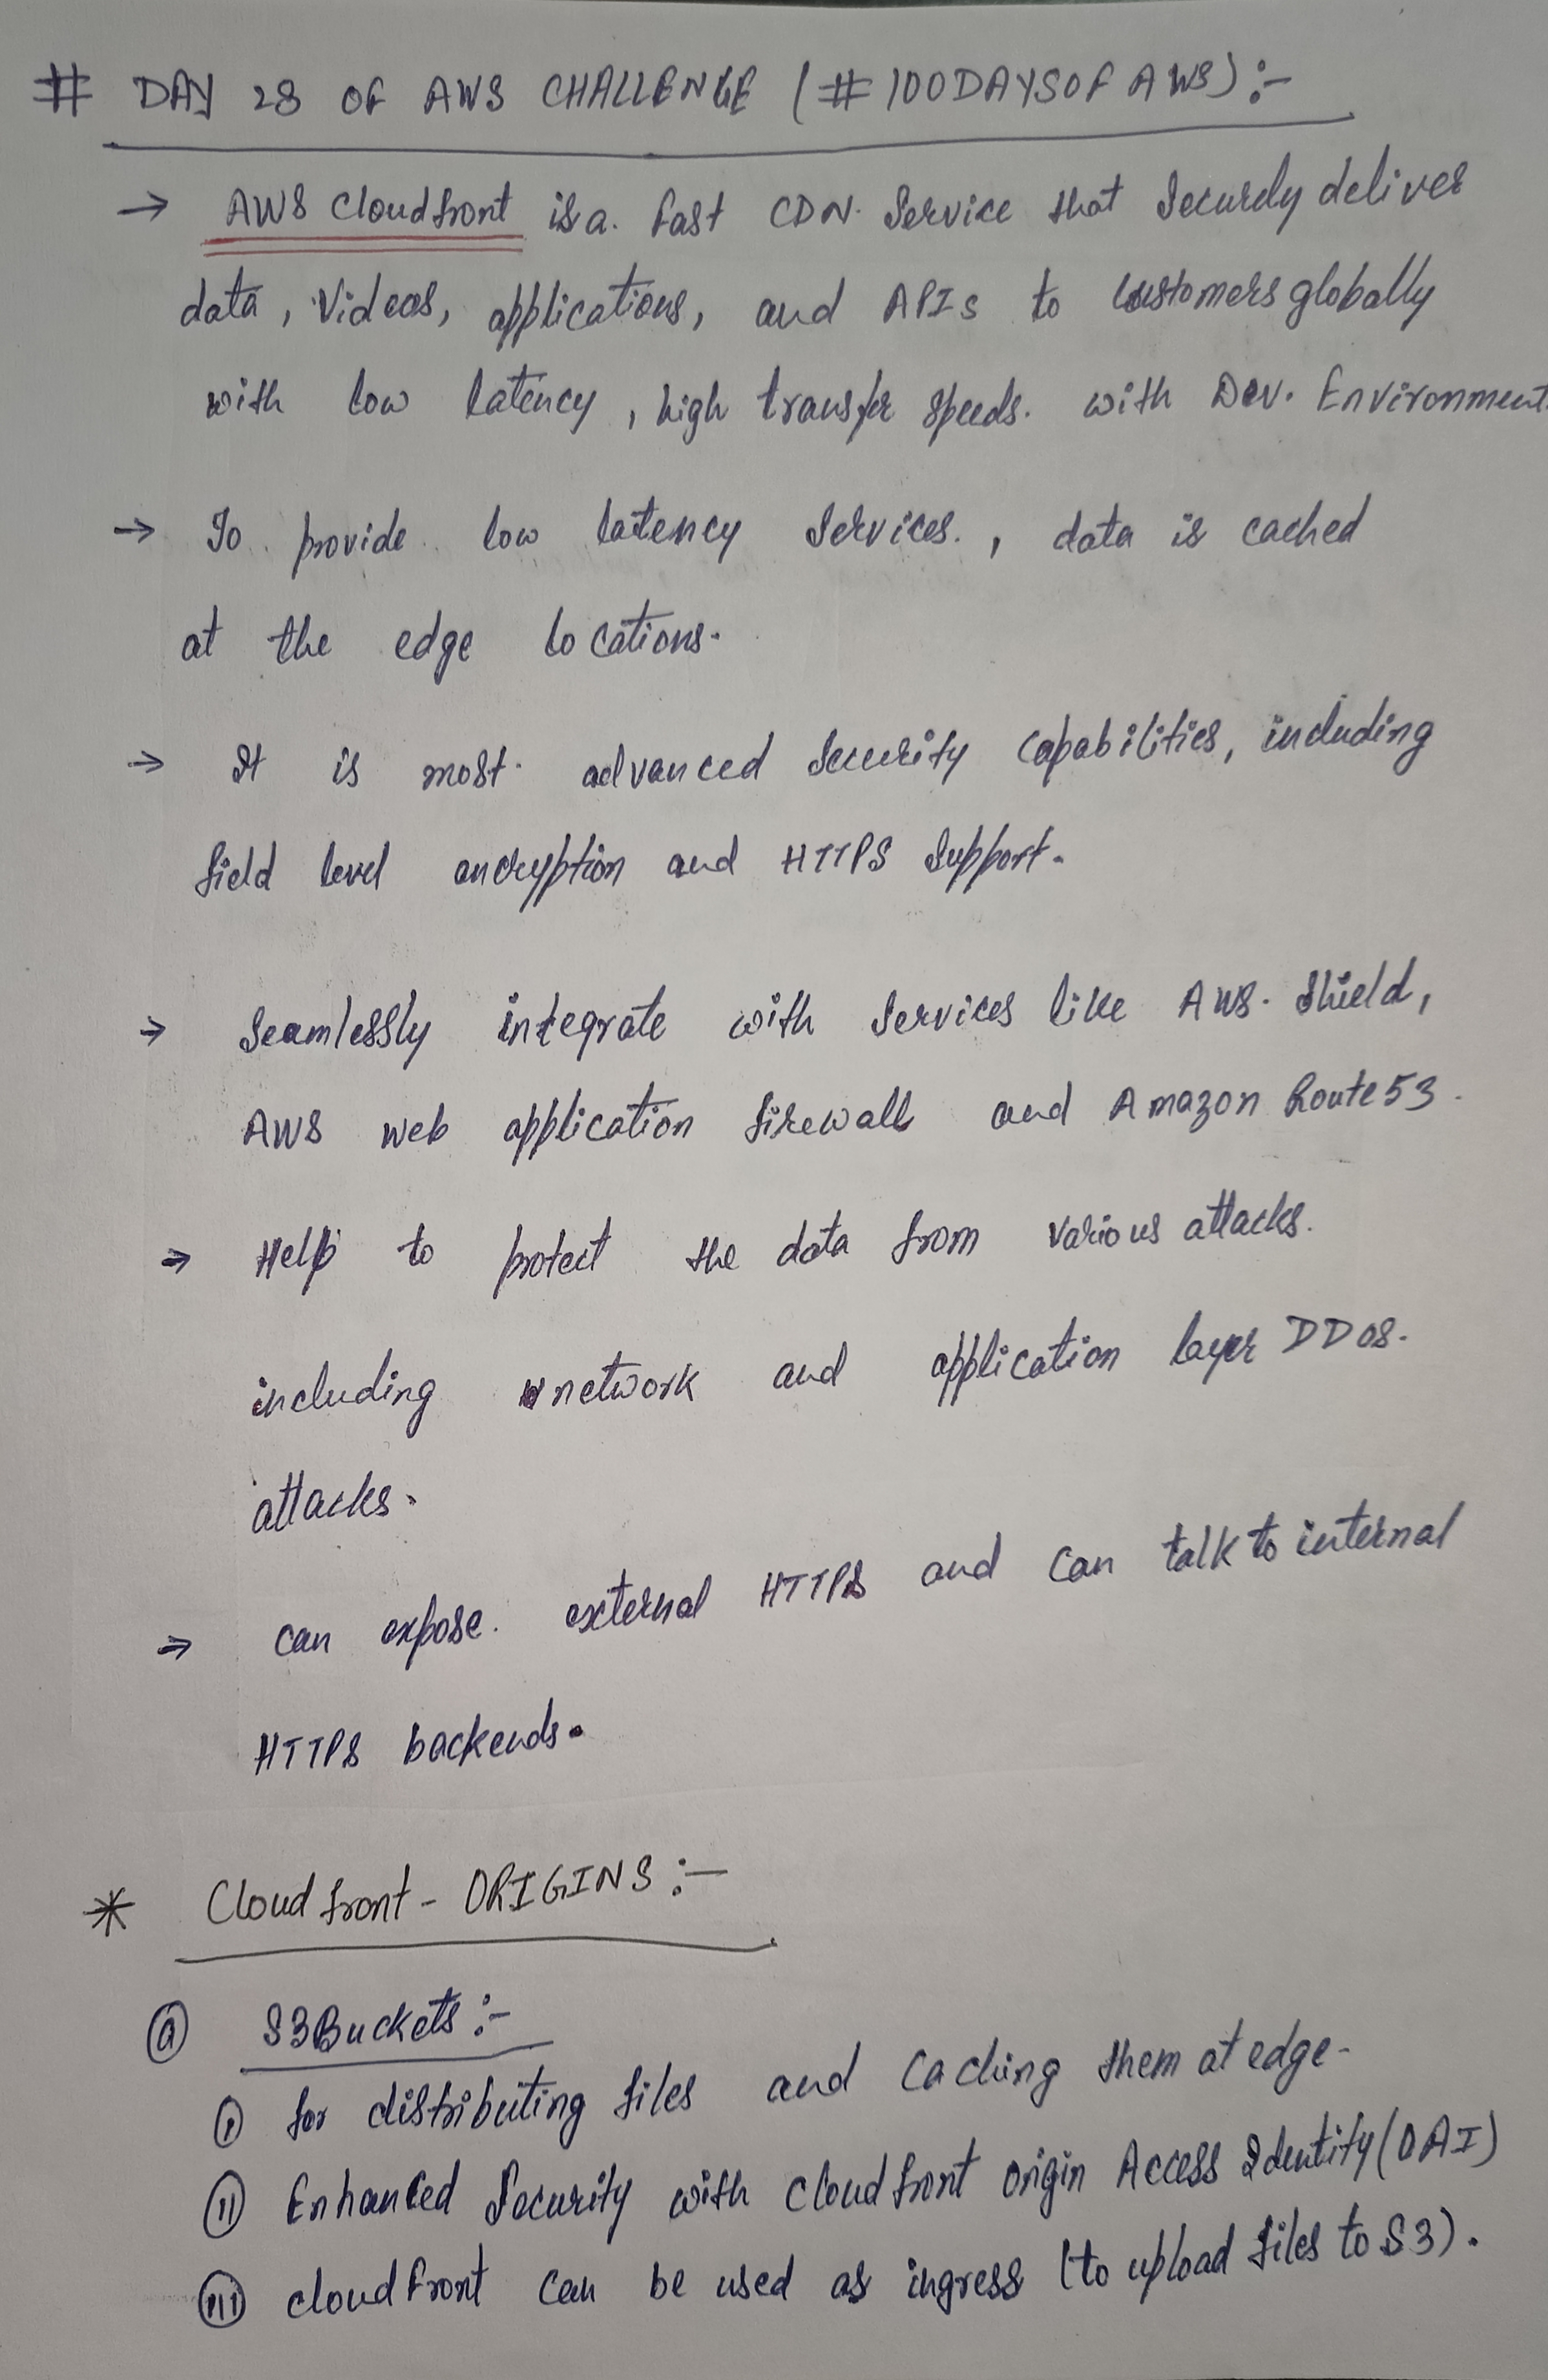 # DAY 28 OF AWS CHALLENGE (#100DAYSOFAWS):-
→ AWS Cloudfront is a. fast CDN. Service that Securely deliver
data, Videos, applications, and APIs to customers globally
with low latency, high transfer speeds. with Dev. Environment.
→ To provide low latency services., data is cached
at the edge locations.
→ It is most advanced security capabilities, including
field level encryption and HTTPS support.
→ Seamlessly integrate with services like AWS. Shield,
AWS web application firewall and Amazon Route 53.
→ Help to protect the data from various attacks.
including network and application layer DDOS.
attacks.
→ can expose. external HTTPS and can talk to internal
HTTPS backends.
* Cloudfront - ORIGINS:-
(a) S3Buckets:-
(i) for distributing files and caching them at edge-
(ii) Enhanced Security with cloudfront origin Access Identity (OAI)
(iii) cloudfront can be used as ingress (to upload files to S3).